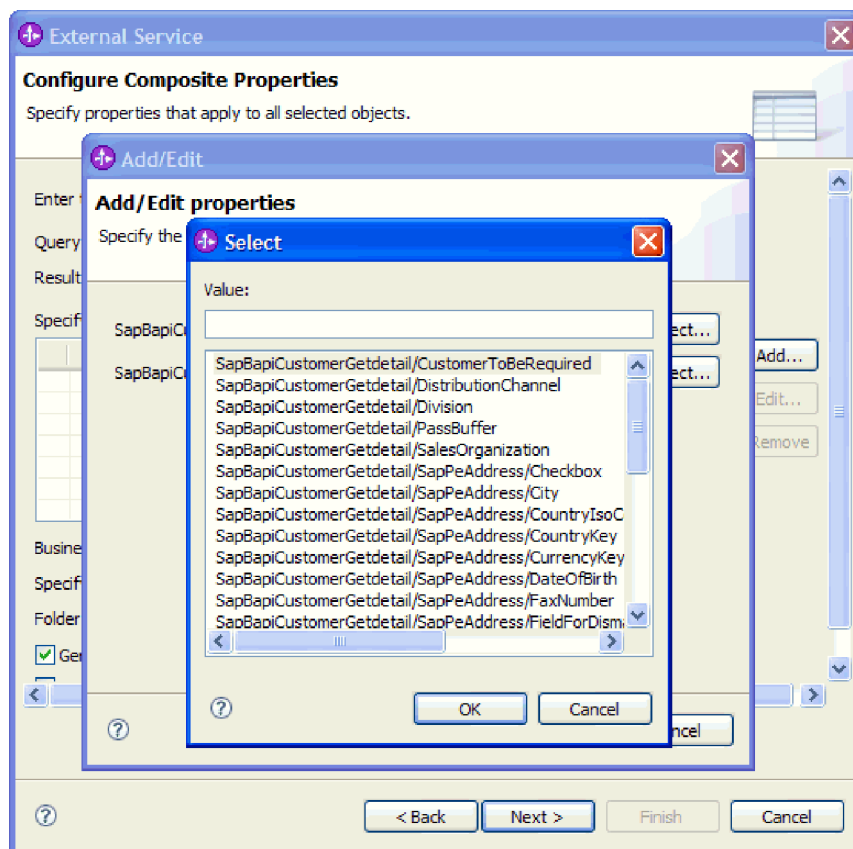 External Service
Configure Composite Properties
Specify properties that apply to all selected objects.
Add/Edit
Enter
Add/Edit properties
Specify the
Query
Select
Result
Value:
Specif
SapBapiCu
ect...
Add...
SapBapiCu
ect...
Edit...
Remove
SapBapiCustomerGetdetail/CustomerToBeRequired
SapBapiCustomerGetdetail/DistributionChannel
SapBapiCustomerGetdetail/Division
SapBapiCustomerGetdetail/PassBuffer
SapBapiCustomerGetdetail/SalesOrganization
SapBapiCustomerGetdetail/SapPeAddress/Checkbox
SapBapiCustomerGetdetail/SapPeAddress/City
SapBapiCustomerGetdetail/SapPeAddress/CountryIsoC
SapBapiCustomerGetdetail/SapPeAddress/CountryKey
SapBapiCustomerGetdetail/SapPeAddress/CurrencyKey
SapBapiCustomerGetdetail/SapPeAddress/DateOfBirth
SapBapiCustomerGetdetail/SapPeAddress/FaxNumber
SapBapiCustomerGetdetail/SapPeAddress/FieldForDisma
Busine
Specif
Folder
Ger
OK Cancel
ncel
< Back Next > Finish Cancel